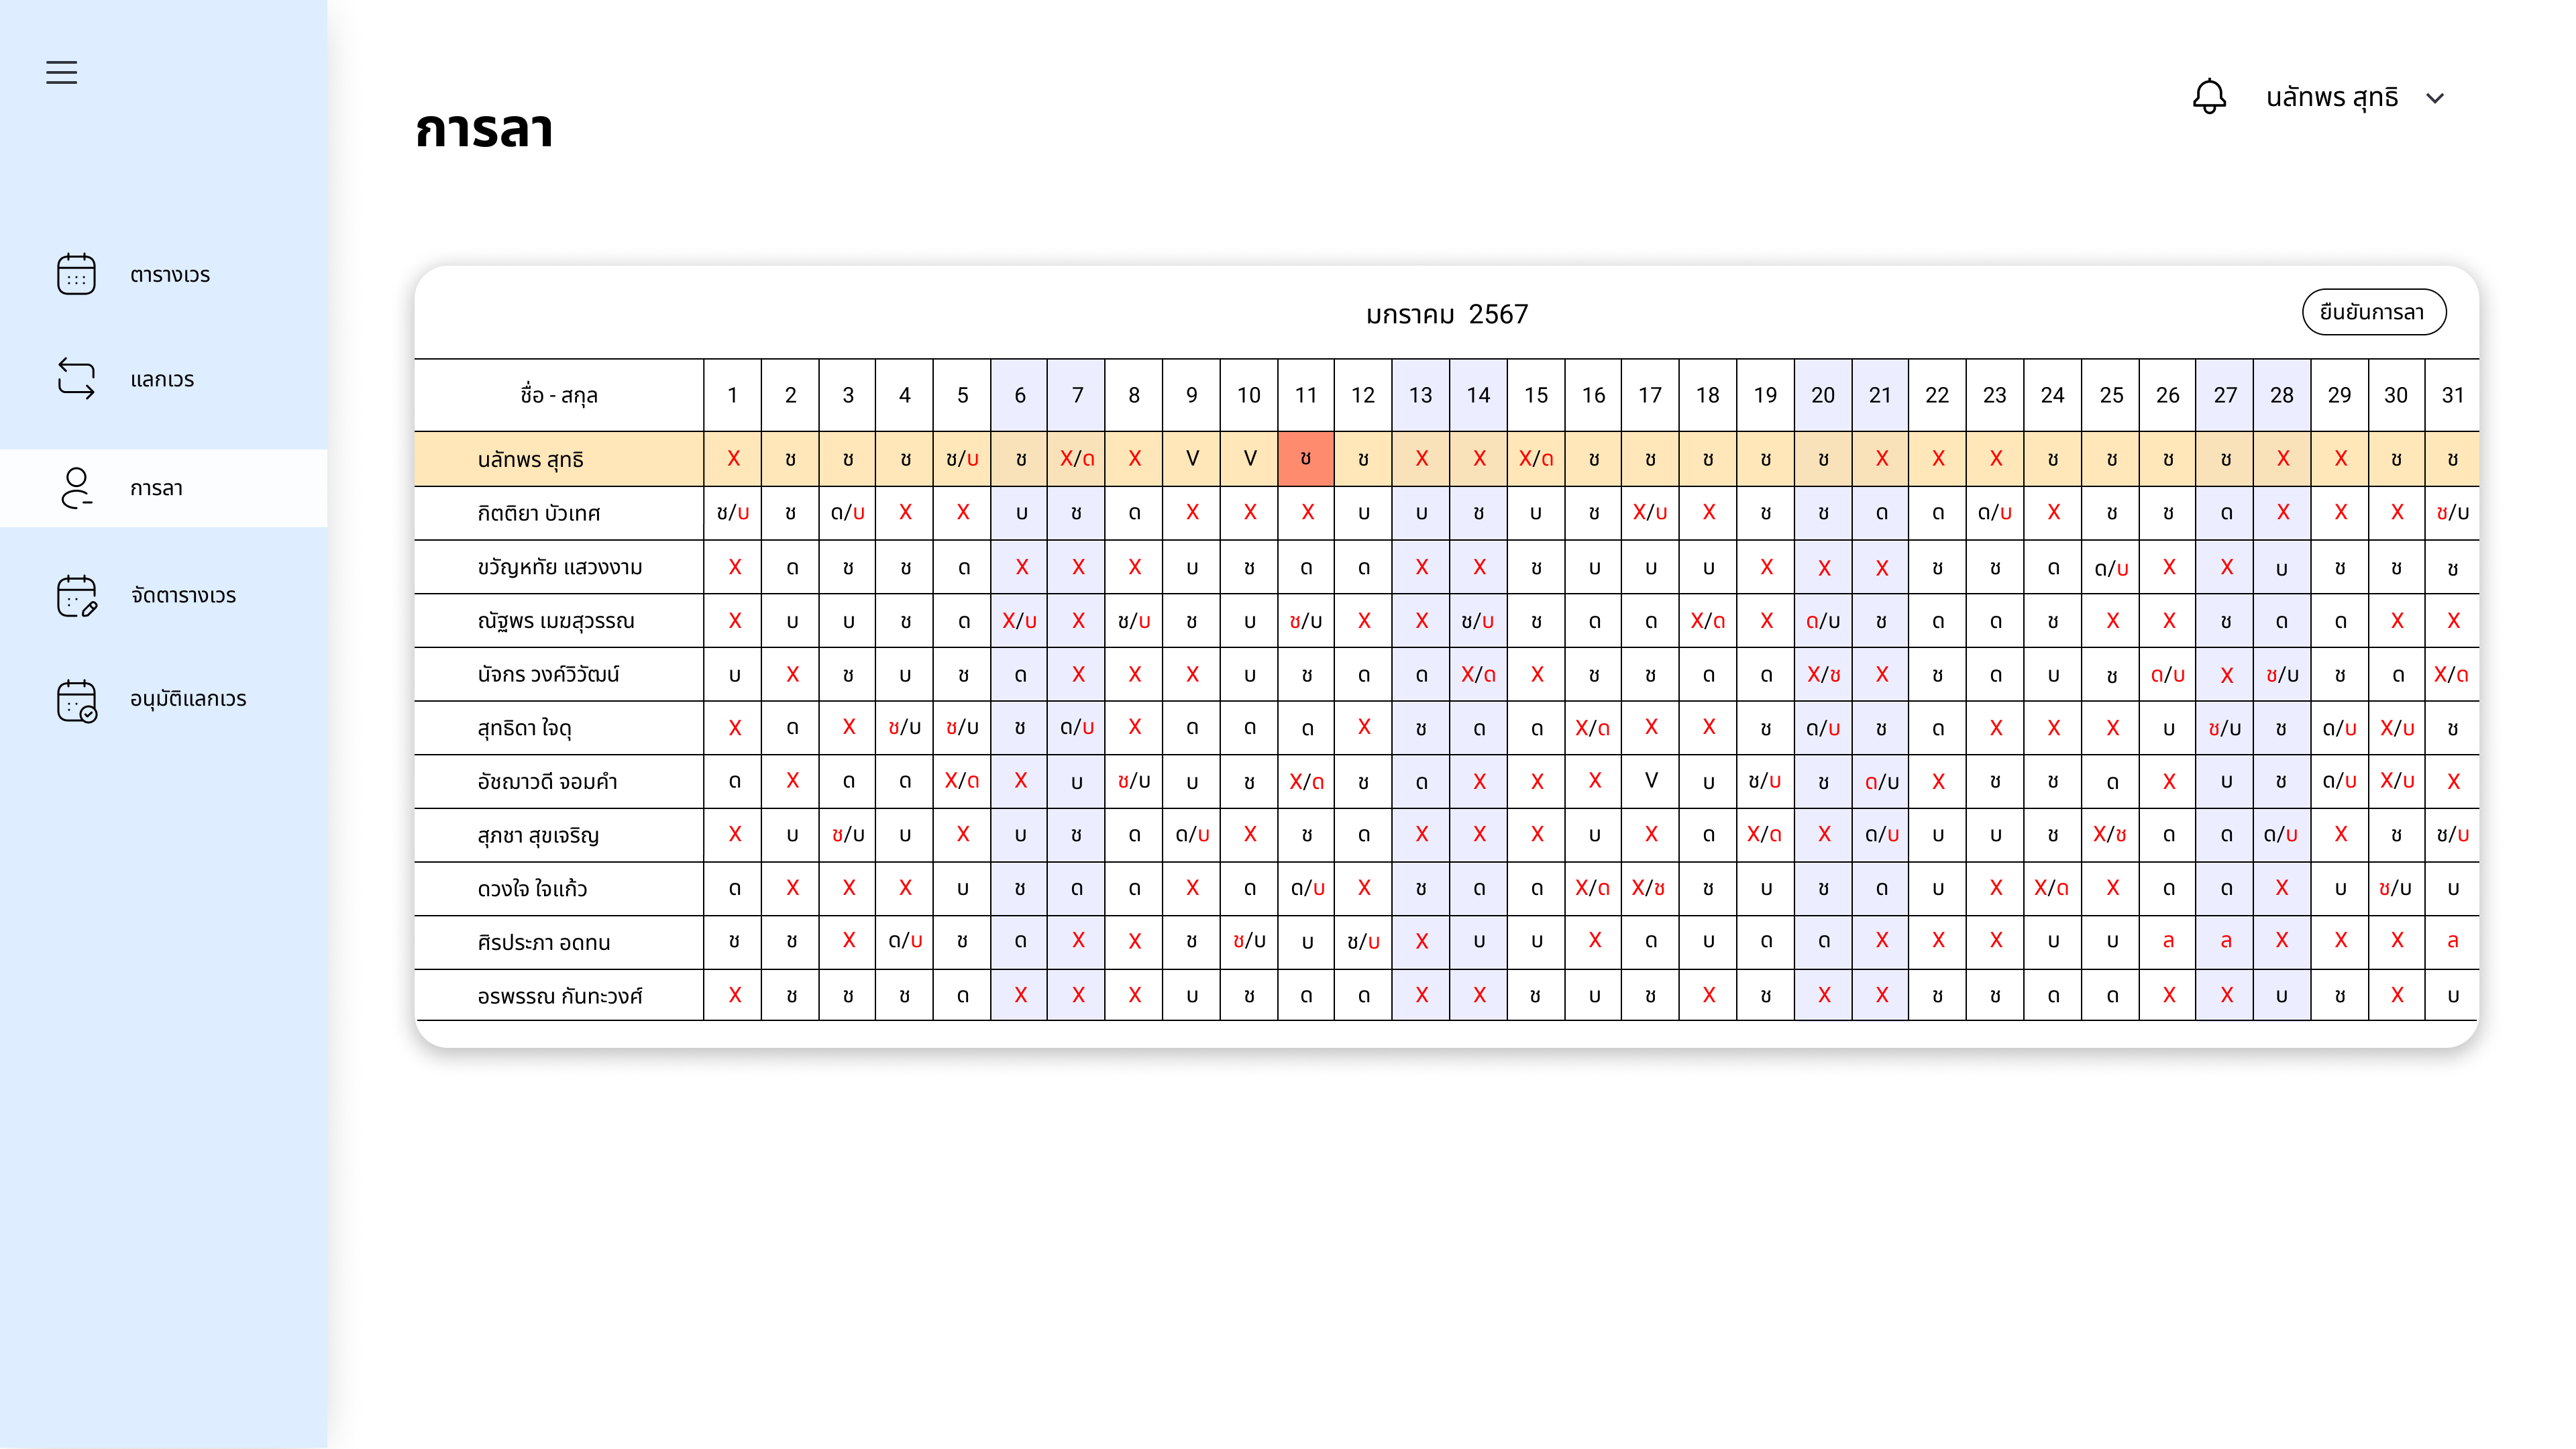 นลัทพร สุทธิ
การลา
ตารางเวร
แลกเวร
การลา
จัดตารางเวร
อนุมัติแลกเวร
มกราคม 2567
ยืนยันการลา
ชื่อ - สกุล 1 2 3 4 5 6 7 8 9 10 11 12 13 14 15 16 17 18 19 20 21 22 23 24 25 26 27 28 29 30 31
นลัทพร สุทธิ X ช ช ช ช/บ ช X/ด X V V ช ช X X X/ด ช ช ช ช ช X X X ช ช ช ช X X ช ช
กิตติยา บัวเทศ ช/บ ช ด/บ X X บ ช ด X X X บ บ ช บ ช X/บ X ช ช ด ด ด/บ X ช ช ด X X X ช/บ
ขวัญหทัย แสวงงาม X ด ช ช ด X X X บ ช ด ด X X ช บ บ บ X X X ช ช ด ด/บ X X บ ช ช ช
ณัฐพร เมฆสุวรรณ X บ บ ช ด X/บ X ช/บ ช บ ช/บ X X ช/บ ช ด ด X/ด X ด/บ ช ด ด ช X X ช ด ด X X
นัจกร วงค์วิวัฒน์ บ X ช บ ช ด X X X บ ช ด ด X/ด X ช ช ด ด X/ช X ช ด บ ช ด/บ X ช/บ ช ด X/ด
สุทธิดา ใจดุ X ด X ช/บ ช/บ ช ด/บ X ด ด ด X ช ด ด X/ด X X ช ด/บ ช ด X X X บ ช/บ ช ด/บ X/บ ช
อัชฌาวดี จอมคำ ด X ด ด X/ด X บ ช/บ บ ช X/ด ช ด X X X V บ ช/บ ช ด/บ X ช ช ด X บ ช ด/บ X/บ X
สุภชา สุขเจริญ X บ ช/บ บ X บ ช ด ด/บ X ช ด X X X บ X ด X/ด X ด/บ บ บ ช X/ช ด ด ด/บ X ช ช/บ
ดวงใจ ใจแก้ว ด X X X บ ช ด ด X ด ด/บ X ช ด ด X/ด X/ช ช บ ช ด บ X X/ด X ด ด X บ ช/บ บ
ศิรประภา อดทน ช ช X ด/บ ช ด X X ช ช/บ บ ช/บ X บ บ X ด บ ด ด X X X บ บ ล ล X X X ล
อรพรรณ กันทะวงศ์ X ช ช ช ด X X X บ ช ด ด X X ช บ ช X ช X X ช ช ด ด X X บ ช X บ